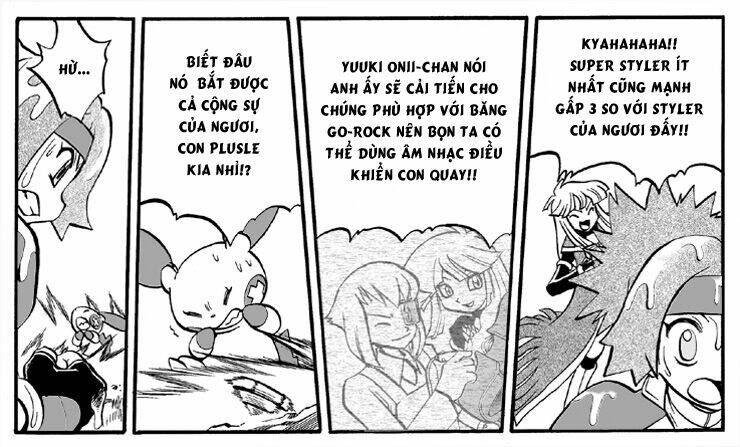 KYAHAHAHA!!
SUPER STYLER ÍT
NHẤT CŨNG MẠNH
GẤP 3 SO VỚI STYLER
CỦA NGƯƠI ĐẤY!!
YUUKI ONII-CHAN NÓI
ANH ẤY SẼ CẢI TIẾN CHO
CHÚNG PHÙ HỢP VỚI BĂNG
GO-ROCK NÊN BỌN TA CÓ
THỂ DÙNG ÂM NHẠC ĐIỀU
KHIỂN CON QUAY!!
BIẾT ĐÂU
NÓ BẮT ĐƯỢC
CẢ CỘNG SỰ
CỦA NGƯƠI,
CON PLUSLE
KIA NHỈ!?
HỪ...